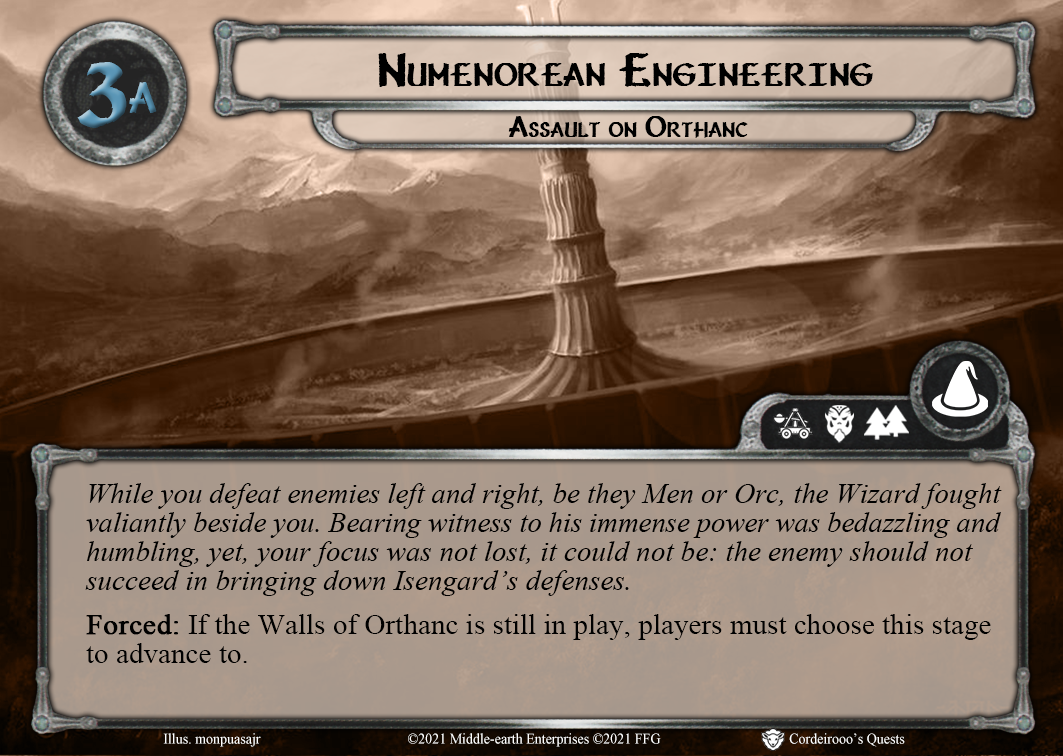 3A
Numenorean Engineering
Assault on Orthanc
While you defeat enemies left and right, be they Men or Orc, the Wizard fought
valiantly beside you. Bearing witness to his immense power was bedazzling and
humbling, yet, your focus was not lost, it could not be: the enemy should not
succeed in bringing down Isengard's defenses.
Forced: If the Walls of Orthanc is still in play, players must choose this stage
to advance to.
Illus. monpuasajr ©2021 Middle-earth Enterprises ©2021 FFG Cordeirooo's Quests